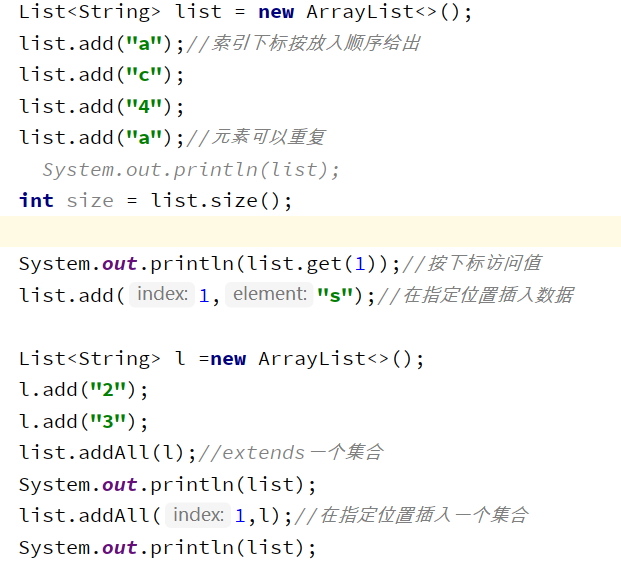 List<String> list = new ArrayList<>();
list.add("a");//索引下标按放入顺序给出
list.add("c");
list.add("4");
list.add("a");//元素可以重复
System.out.println(list);
int size = list.size();
System.out.println(list.get(1));//按下标访问值
list.add( index: 1, element: "s");//在指定位置插入数据
List<String> l =new ArrayList<>();
l.add("2");
l.add("3");
list.addAll(l);//extends一个集合
System.out.println(list);
list.addAll( index: 1,l);//在指定位置插入一个集合
System.out.println(list);